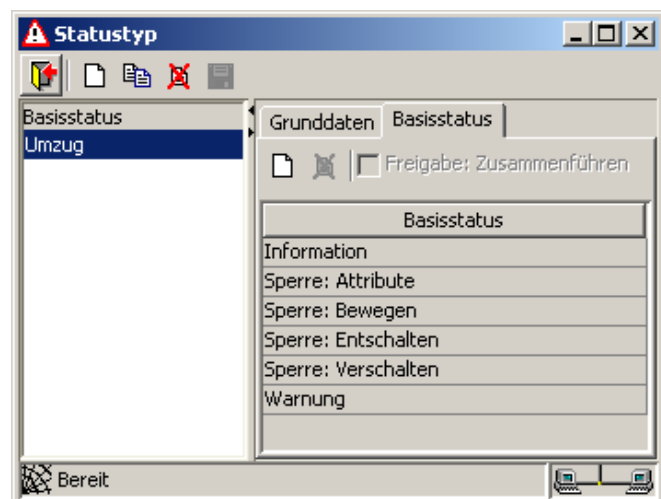 Statustyp
Basisstatus
Umzug
Grunddaten
Basisstatus
Freigabe: Zusammenführen
Basisstatus
Information
Sperre: Attribute
Sperre: Bewegen
Sperre: Entschalten
Sperre: Verschalten
Warnung
Bereit